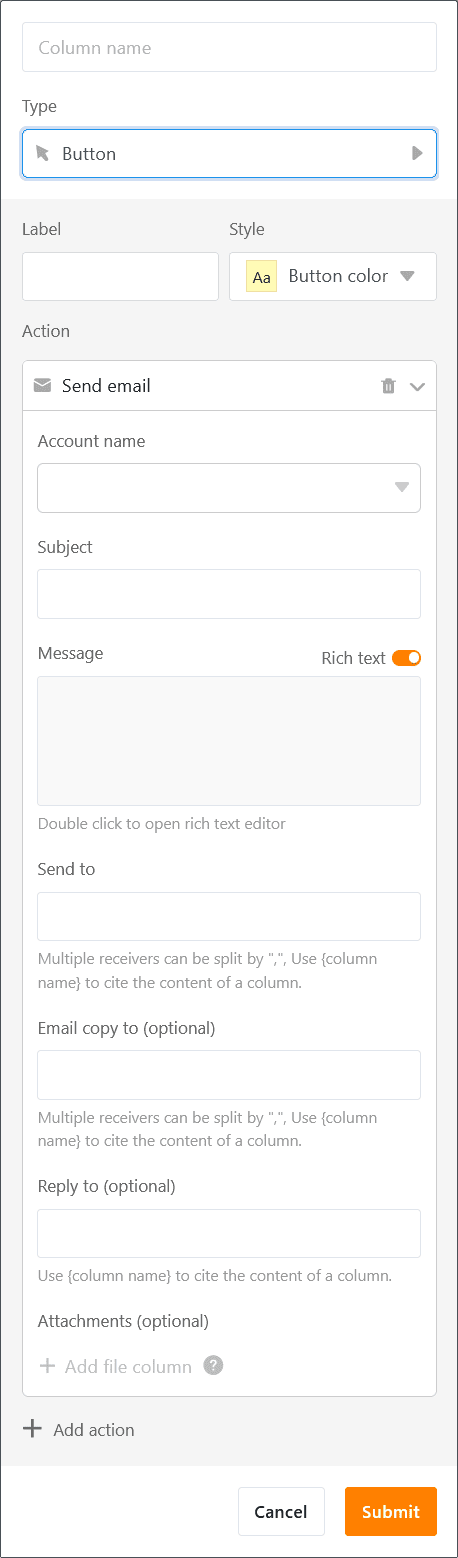 Column name
Type
Button
Label Style
Aa Button color
Action
Send email
Account name
Subject
Message Rich text
Double click to open rich text editor
Send to
Multiple receivers can be split by ",", Use {column
name} to cite the content of a column.
Email copy to (optional)
Multiple receivers can be split by ",", Use {column
name} to cite the content of a column.
Reply to (optional)
Use {column name} to cite the content of a column.
Attachments (optional)
+ Add file column ?
+ Add action
Cancel Submit